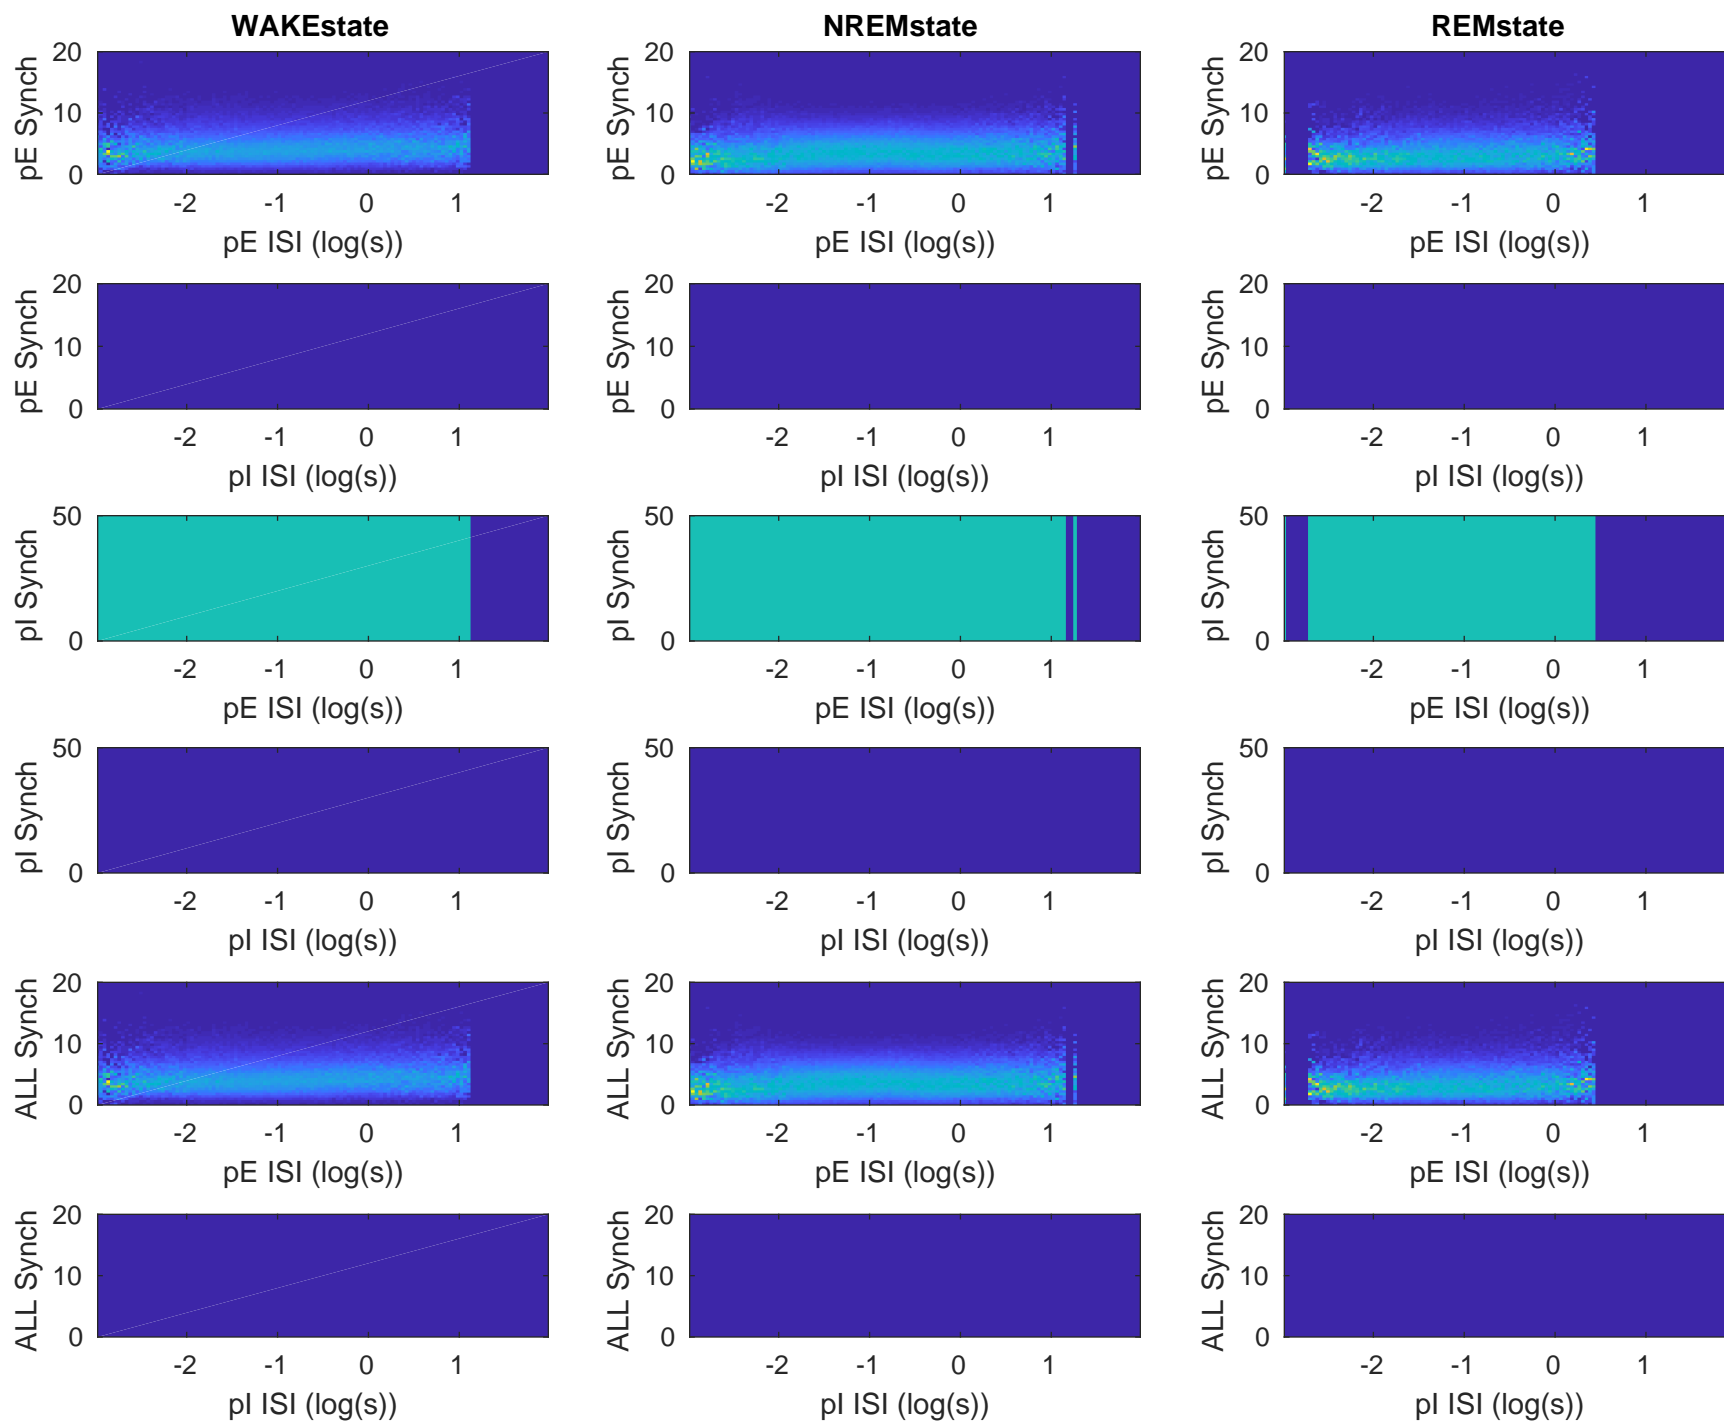 WAKEstate NREMstate REMstate
20 20 20
pE Synch pE Synch pE Synch
10 10 10
0 0 0
-2 -1 0 1 -2 -1 0 1 -2 -1 0 1
pE ISI (log(s)) pE ISI (log(s)) pE ISI (log(s))
20 20 20
pE Synch pE Synch pE Synch
10 10 10
0 0 0
-2 -1 0 1 -2 -1 0 1 -2 -1 0 1
pI ISI (log(s)) pI ISI (log(s)) pI ISI (log(s))
50 50 50
pI Synch pI Synch pI Synch
0 0 0
-2 -1 0 1 -2 -1 0 1 -2 -1 0 1
pE ISI (log(s)) pE ISI (log(s)) pE ISI (log(s))
50 50 50
pI Synch pI Synch pI Synch
0 0 0
-2 -1 0 1 -2 -1 0 1 -2 -1 0 1
pI ISI (log(s)) pI ISI (log(s)) pI ISI (log(s))
20 20 20
ALL Synch ALL Synch ALL Synch
10 10 10
0 0 0
-2 -1 0 1 -2 -1 0 1 -2 -1 0 1
pE ISI (log(s)) pE ISI (log(s)) pE ISI (log(s))
20 20 20
ALL Synch ALL Synch ALL Synch
10 10 10
0 0 0
-2 -1 0 1 -2 -1 0 1 -2 -1 0 1
pI ISI (log(s)) pI ISI (log(s)) pI ISI (log(s))